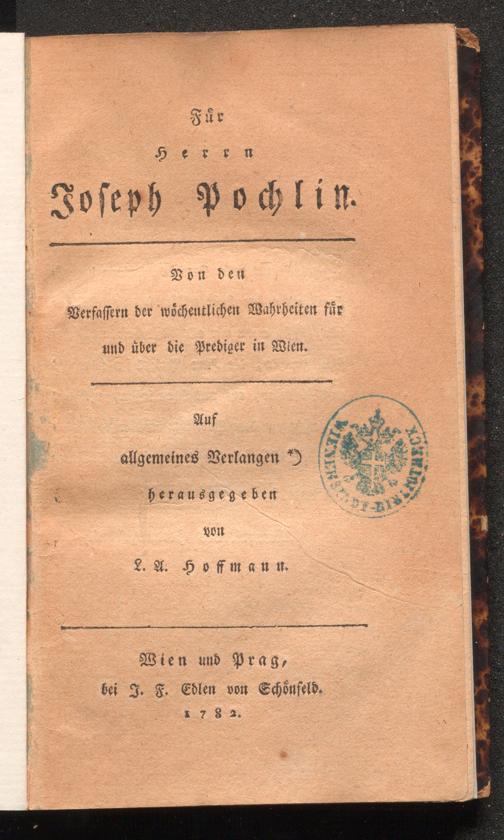 Für
Herrn
Joseph Pochlin.
Von den
Verfassern der wöchentlichen Wahrheiten für
und über die Prediger in Wien.
Auf
allgemeines Verlangen *)
herausgegeben
von
L. A. Hoffmann.
Wien und Prag,
bei J. F. Edlen von Schönfeld.
1782.